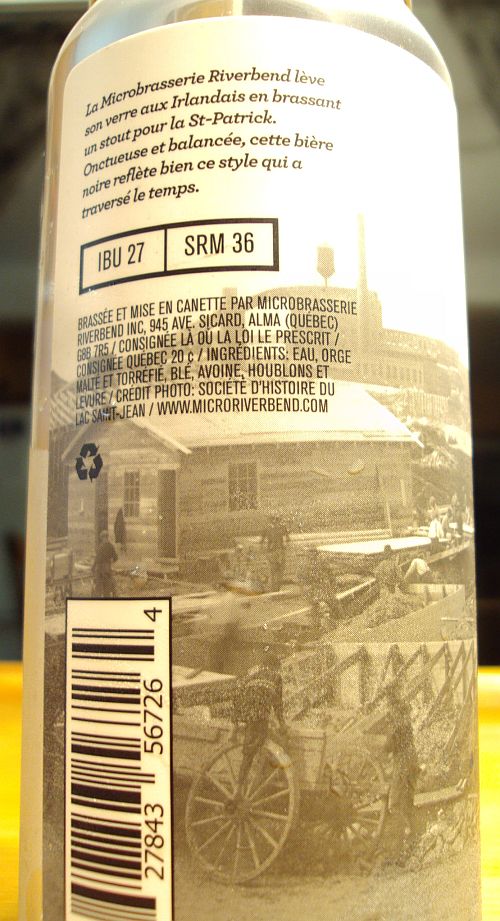 La Microbrasserie Riverbend lève
son verre aux Irlandais en brassant
un stout pour la St-Patrick.
Onctueuse et balancée, cette bière
noire reflète bien ce style qui a
traversé le temps.
IBU 27 SRM 36
BRASSÉE ET MISE EN CANETTE PAR MICROBRASSERIE
RIVERBEND INC, 945 AVE. SICARD, ALMA (QUÉBEC)
G8B 7R5 / CONSIGNÉE LÀ OÙ LA LOI LE PRESCRIT /
CONSIGNÉE QUÉBEC 20 ¢ / INGRÉDIENTS: EAU, ORGE
MALTÉ ET TORRÉFIÉ, BLÉ, AVOINE, HOUBLONS ET
LEVURE / CRÉDIT PHOTO: SOCIÉTÉ D'HISTOIRE DU
LAC SAINT-JEAN / WWW.MICRORIVERBEND.COM
27843 56726 4